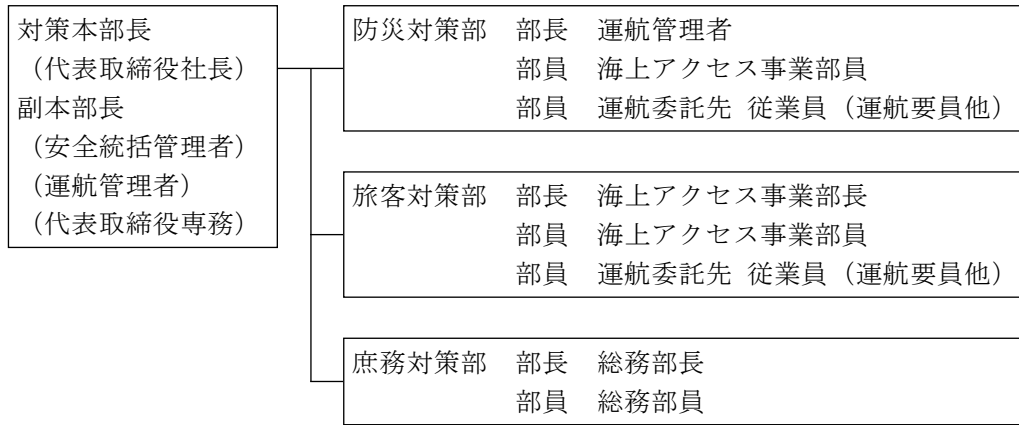 対策本部長
（代表取締役社長）
副本部長
（安全統括管理者）
（運航管理者）
（代表取締役専務）
防災対策部　部長　運航管理者
部員　海上アクセス事業部員
部員　運航委託先 従業員（運航要員他）
旅客対策部　部長　海上アクセス事業部長
部員　海上アクセス事業部員
部員　運航委託先 従業員（運航要員他）
庶務対策部　部長　総務部長
部員　総務部員